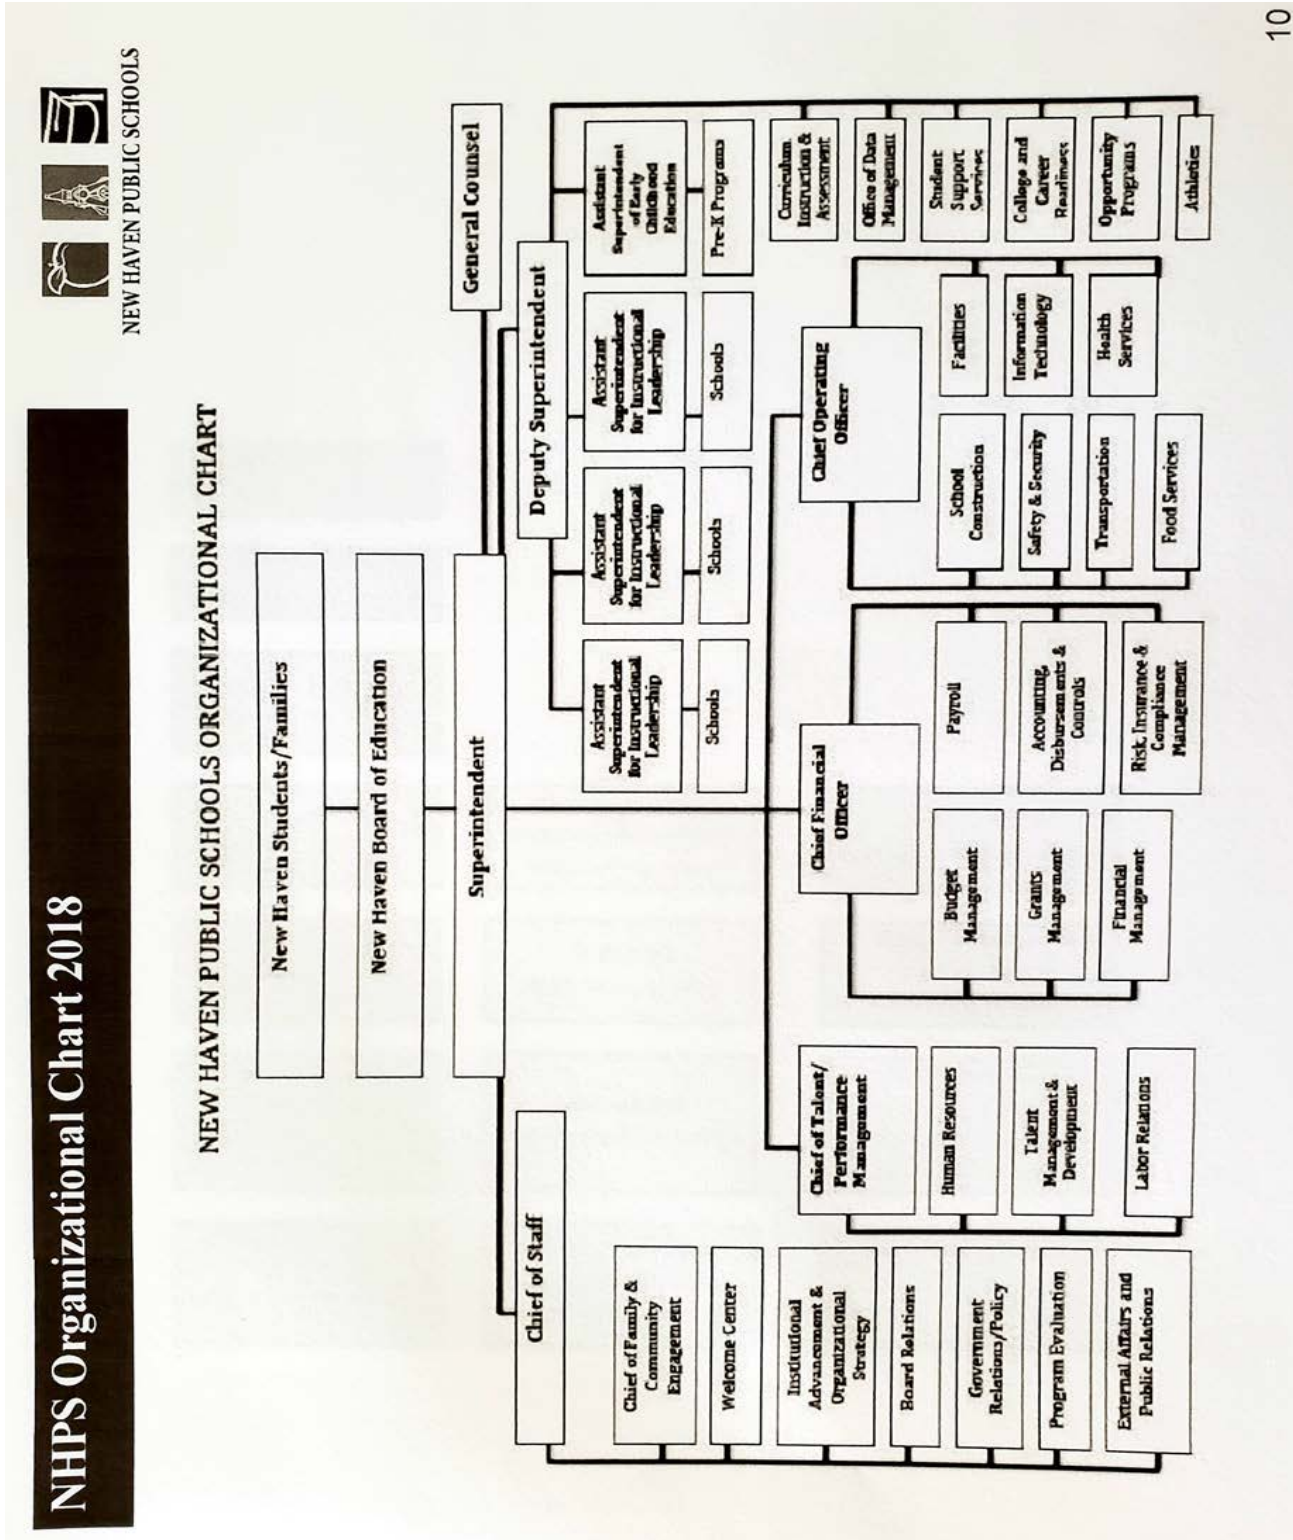 NHPS Organizational Chart 2018
NEW HAVEN PUBLIC SCHOOLS
NEW HAVEN PUBLIC SCHOOLS ORGANIZATIONAL CHART
New Haven Students/Families
New Haven Board of Education
Superintendent
General Counsel
Chief of Staff
Chief of Family &
Community
Engagement
Welcome Center
Institutional
Advancement &
Organizational
Strategy
Board Relations
Government
Relations/Policy
Program Evaluation
External Affairs and
Public Relations
Deputy Superintendent
Assistant
Superintendent
for Instructional
Leadership
Schools
Assistant
Superintendent
for Instructional
Leadership
Schools
Assistant
Superintendent
for Instructional
Leadership
Schools
Assistant
Superintendent
of Early
Childhood
Education
Pre-K Programs
Curriculum
Instruction &
Assessment
Office of Data
Management
Student
Support
Services
College and
Career
Readiness
Opportunity
Programs
Athletics
Chief of Talent/
Performance
Management
Human Resources
Talent
Management &
Development
Labor Relations
Chief Financial
Officer
Budget
Management
Grants
Management
Financial
Management
Payroll
Accounting,
Disbursements &
Controls
Risk, Insurance &
Compliance
Management
Chief Operating
Officer
School
Construction
Safety & Security
Transportation
Food Services
Facilities
Information
Technology
Health
Services
10